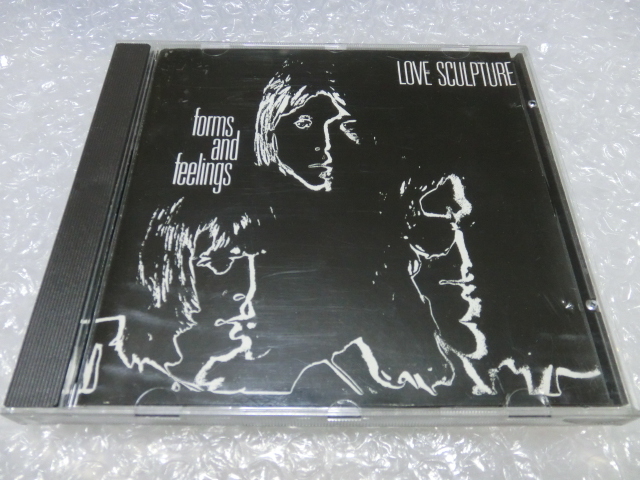 LOVE SCULPTURE
forms
and
feelings